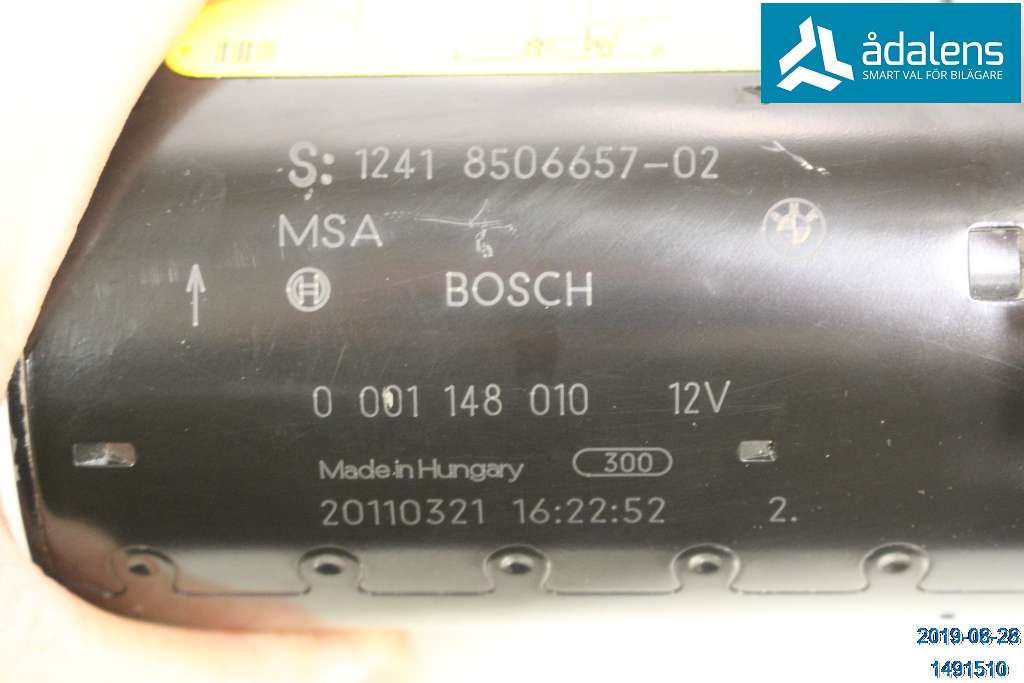 ådalens
SMART VAL FÖR BILÄGARE
S: 1241 8506657-02
MSA
BOSCH
0 001 148 010 12V
Made in Hungary 300
20110321 16:22:52 2.
2019-08-28
1491510